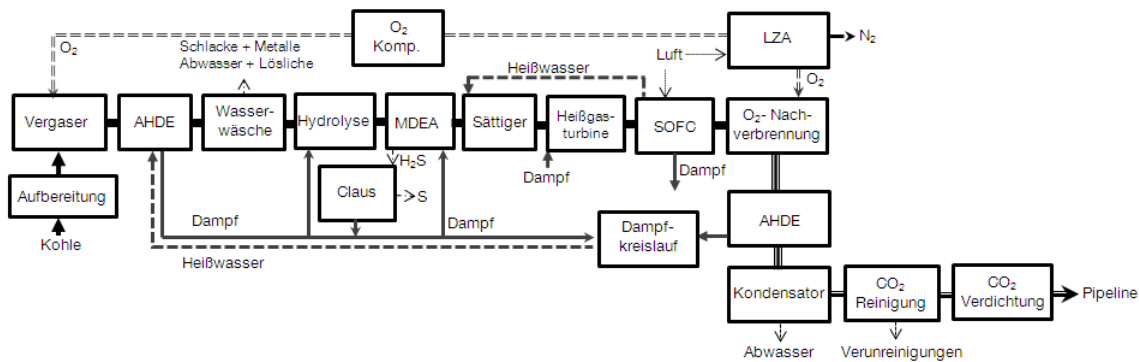 O2
Komp.
LZA
N2
O2
Schlacke + Metalle
Abwasser + Lösliche
Luft
Heißwasser
O2
Vergaser
AHDE
Wasser-
wäsche
Hydrolyse
MDEA
Sättiger
Heißgas-
turbine
SOFC
O2- Nach-
verbrennung
H2S
Aufbereitung
Claus
S
Dampf
Dampf
Kohle
Dampf
Dampf
Dampf-
kreislauf
AHDE
Heißwasser
Kondensator
CO2
Reinigung
CO2
Verdichtung
Pipeline
Abwasser
Verunreinigungen